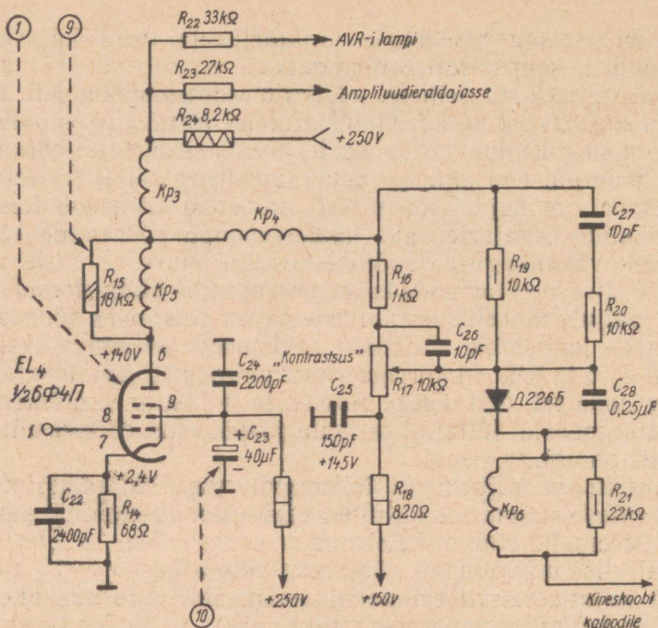 1
9
R22 33kΩ
AVR-i lampi
R23 27kΩ
Amplituudieraldajasse
R24 8,2kΩ
+250V
Kp3
Kp4
C27
10pF
R15
18kΩ
Kp5
R16
1kΩ
R19
10kΩ
C26
10pF
R20
10kΩ
+140V
6
EL4
½6Ф4П
C24
2200pF
„Kontrastsus"
R17 10kΩ
9
8
7
1
C25
150pF
+145V
Д226Б
C28
0,25µF
+
C23
40µF
+2,4V
C22
2400pF
R14
68Ω
R18
820Ω
Kp6
R21
22kΩ
10
+250V
+150V
Kineskoobi
katoodile